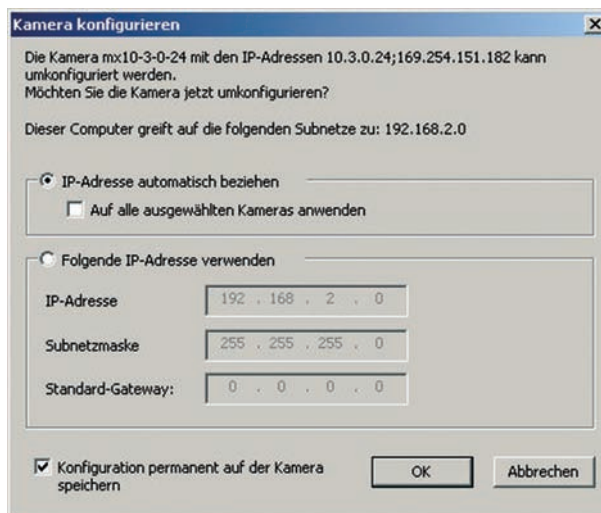 Kamera konfigurieren
Die Kamera mx10-3-0-24 mit den IP-Adressen 10.3.0.24;169.254.151.182 kann
umkonfiguriert werden.
Möchten Sie die Kamera jetzt umkonfigurieren?
Dieser Computer greift auf die folgenden Subnetze zu: 192.168.2.0
IP-Adresse automatisch beziehen
Auf alle ausgewählten Kameras anwenden
Folgende IP-Adresse verwenden
IP-Adresse 192 . 168 . 2 . 0
Subnetzmaske 255 . 255 . 255 . 0
Standard-Gateway: 0 . 0 . 0 . 0
Konfiguration permanent auf der Kamera
speichern
OK Abbrechen